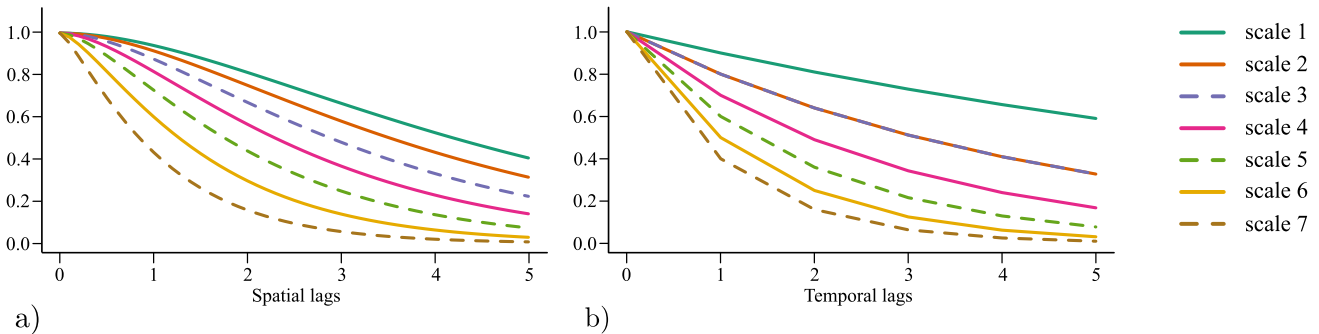 1.0
0.8
0.6
0.4
0.2
0.0
0 1 2 3 4 5
Spatial lags
a)
1.0
0.8
0.6
0.4
0.2
0.0
0 1 2 3 4 5
Temporal lags
b)
scale 1
scale 2
scale 3
scale 4
scale 5
scale 6
scale 7